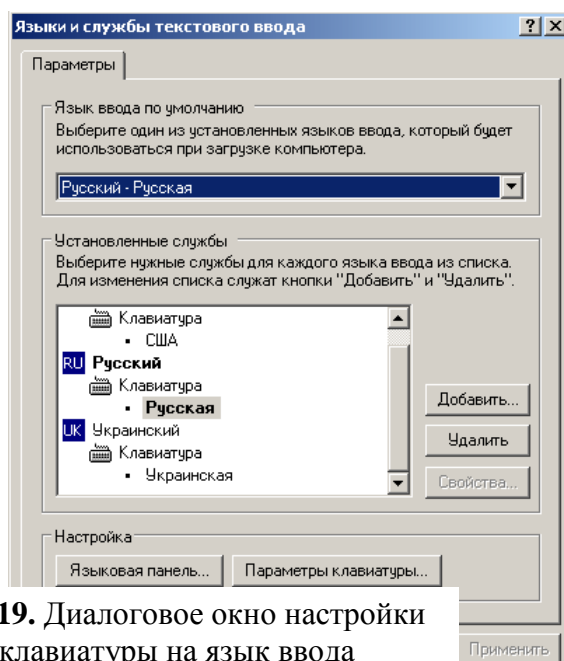 Языки и службы текстового ввода
Параметры
Язык ввода по умолчанию
Выберите один из установленных языков ввода, который будет
использоваться при загрузке компьютера.
Русский - Русская
Установленные службы
Выберите нужные службы для каждого языка ввода из списка.
Для изменения списка служат кнопки "Добавить" и "Удалить".
Клавиатура
• США
RU Русский
Клавиатура
• Русская
UK Украинский
Клавиатура
• Украинская
Добавить...
Удалить
Свойства...
Настройка
Языковая панель...
Параметры клавиатуры...
19. Диалоговое окно настройки
клавиатуры на язык ввода
Применить